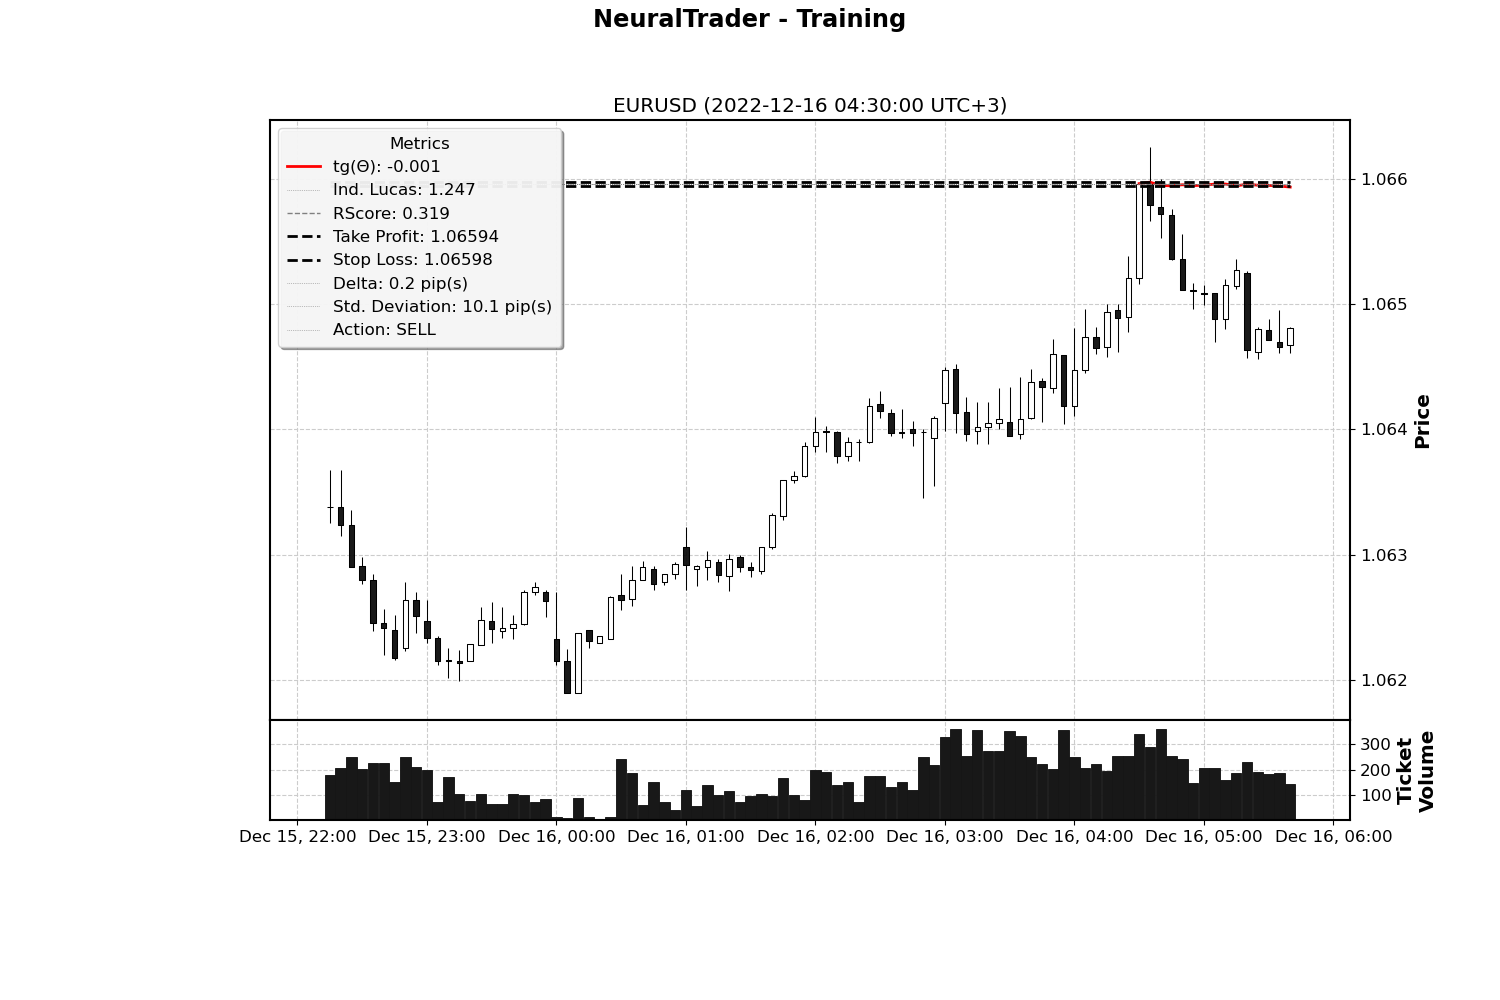 NeuralTrader - Training
EURUSD (2022-12-16 04:30:00 UTC+3)
Metrics
tg(Θ): -0.001
Ind. Lucas: 1.247
RScore: 0.319
Take Profit: 1.06594
Stop Loss: 1.06598
Delta: 0.2 pip(s)
Std. Deviation: 10.1 pip(s)
Action: SELL
1.066
1.065
1.064
1.063
1.062
Price
300
200
100
Ticket
Volume
Dec 15, 22:00
Dec 15, 23:00
Dec 16, 00:00
Dec 16, 01:00
Dec 16, 02:00
Dec 16, 03:00
Dec 16, 04:00
Dec 16, 05:00
Dec 16, 06:00